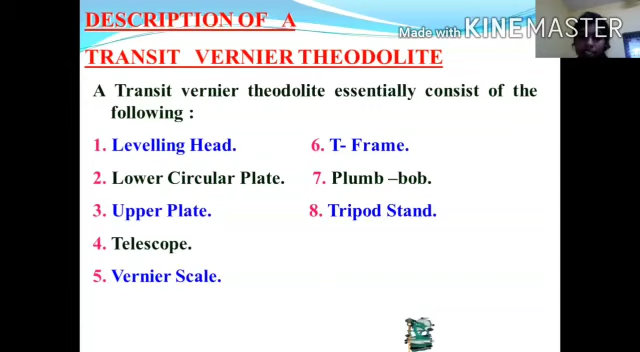 DESCRIPTION OF A
Made with KINEMASTER
TRANSIT VERNIER THEODOLITE
A Transit vernier theodolite essentially consist of the
following :
1. Levelling Head.
6. T- Frame.
2. Lower Circular Plate.
7. Plumb –bob.
3. Upper Plate.
8. Tripod Stand.
4. Telescope.
5. Vernier Scale.